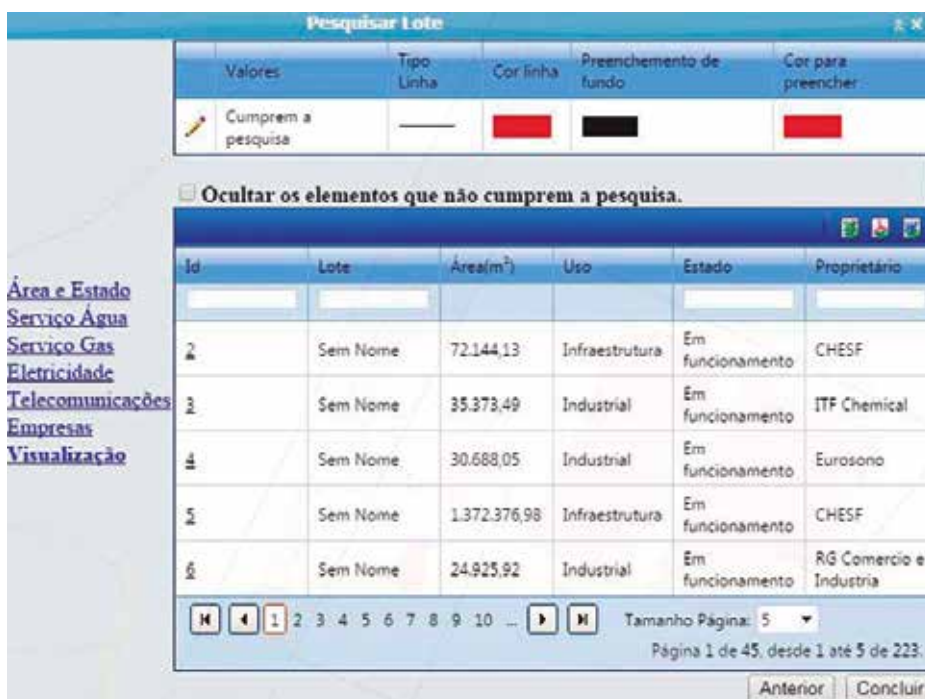 Pesquisar Lote
Valores Tipo Linha Cor linha Preenchemento de fundo Cor para preencher
Cumprem a pesquisa
Ocultar os elementos que não cumprem a pesquisa.
Id Lote Área(m²) Uso Estado Proprietário
2 Sem Nome 72.144,13 Infraestrutura Em funcionamento CHESF
3 Sem Nome 35.373,49 Industrial Em funcionamento ITF Chemical
4 Sem Nome 30.688,05 Industrial Em funcionamento Eurosono
5 Sem Nome 1.372.376,98 Infraestrutura Em funcionamento CHESF
6 Sem Nome 24.925,92 Industrial Em funcionamento RG Comercio e Industria
Área e Estado
Serviço Água
Serviço Gas
Eletricidade
Telecomunicações
Empresas
Visualização
1 2 3 4 5 6 7 8 9 10 ... Tamanho Página: 5
Página 1 de 45, desde 1 até 5 de 223.
Anterior Concluir